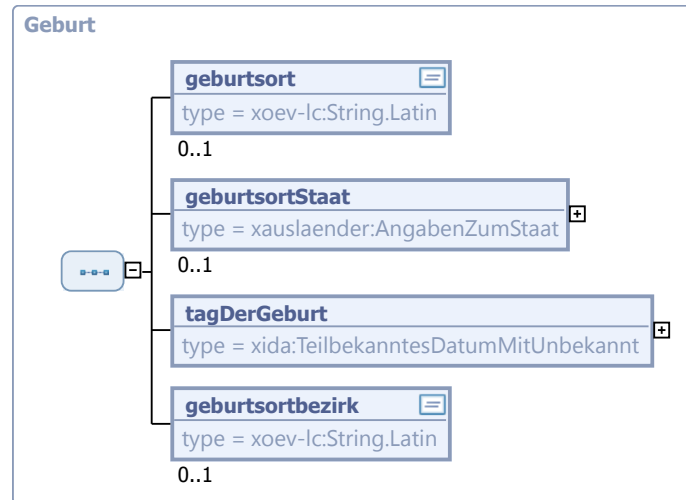 Geburt
geburtsort
type = xoev-lc:String.Latin
0..1
geburtsortStaat
type = xauslaender:AngabenZumStaat
0..1
tagDerGeburt
type = xida:TeilbekanntesDatumMitUnbekannt
geburtsortbezirk
type = xoev-lc:String.Latin
0..1